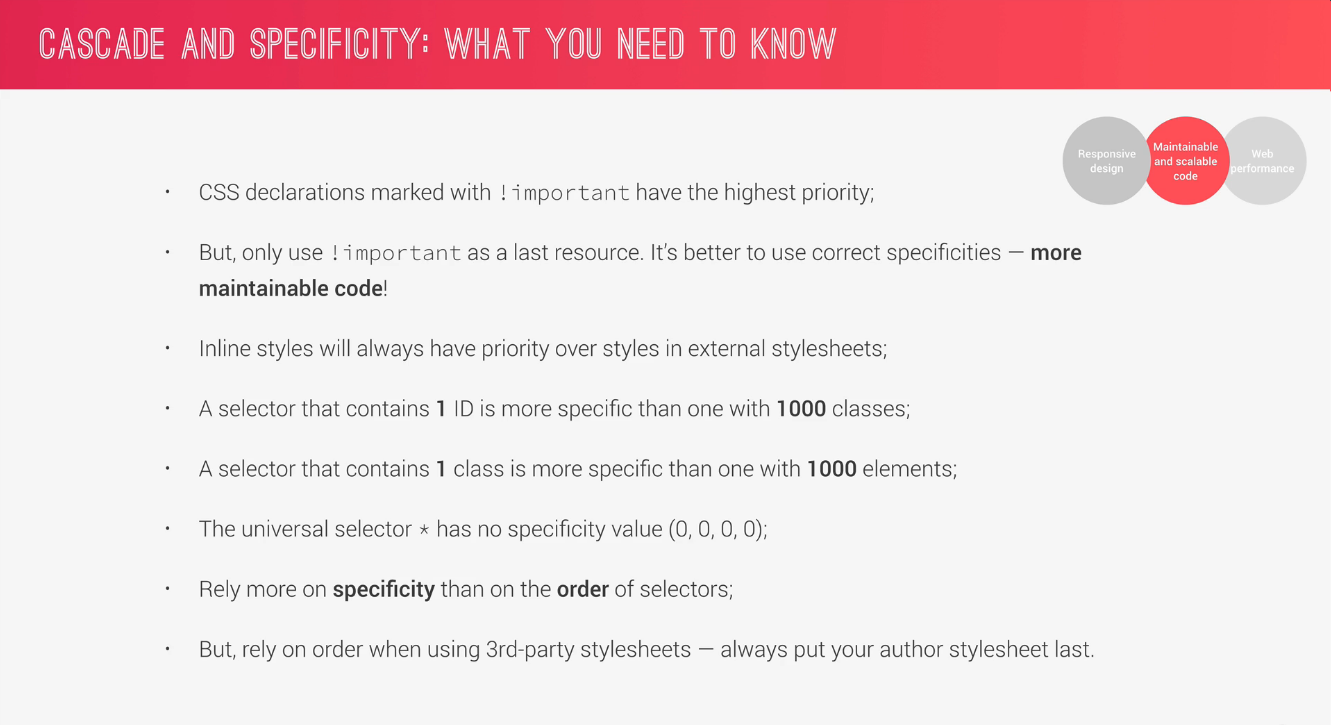 CASCADE AND SPECIFICITY: WHAT YOU NEED TO KNOW
Responsive
design
Maintainable
and scalable
code
Web
performance
• CSS declarations marked with !important have the highest priority;
• But, only use !important as a last resource. It’s better to use correct specificities — more
maintainable code!
• Inline styles will always have priority over styles in external stylesheets;
• A selector that contains 1 ID is more specific than one with 1000 classes;
• A selector that contains 1 class is more specific than one with 1000 elements;
• The universal selector * has no specificity value (0, 0, 0, 0);
• Rely more on specificity than on the order of selectors;
• But, rely on order when using 3rd-party stylesheets — always put your author stylesheet last.